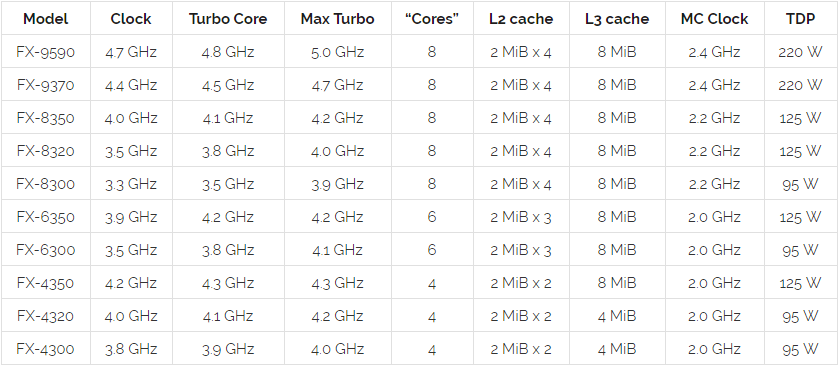 Model Clock Turbo Core Max Turbo “Cores” L2 cache L3 cache MC Clock TDP
FX-9590 4.7 GHz 4.8 GHz 5.0 GHz 8 2 MiB x 4 8 MiB 2.4 GHz 220 W
FX-9370 4.4 GHz 4.5 GHz 4.7 GHz 8 2 MiB x 4 8 MiB 2.4 GHz 220 W
FX-8350 4.0 GHz 4.1 GHz 4.2 GHz 8 2 MiB x 4 8 MiB 2.2 GHz 125 W
FX-8320 3.5 GHz 3.8 GHz 4.0 GHz 8 2 MiB x 4 8 MiB 2.2 GHz 125 W
FX-8300 3.3 GHz 3.5 GHz 3.9 GHz 8 2 MiB x 4 8 MiB 2.2 GHz 95 W
FX-6350 3.9 GHz 4.2 GHz 4.2 GHz 6 2 MiB x 3 8 MiB 2.0 GHz 125 W
FX-6300 3.5 GHz 3.8 GHz 4.1 GHz 6 2 MiB x 3 8 MiB 2.0 GHz 95 W
FX-4350 4.2 GHz 4.3 GHz 4.3 GHz 4 2 MiB x 2 8 MiB 2.0 GHz 125 W
FX-4320 4.0 GHz 4.1 GHz 4.2 GHz 4 2 MiB x 2 4 MiB 2.0 GHz 95 W
FX-4300 3.8 GHz 3.9 GHz 4.0 GHz 4 2 MiB x 2 4 MiB 2.0 GHz 95 W